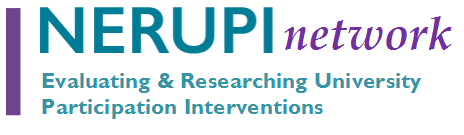 NERUPI network
Evaluating & Researching University
Participation Interventions